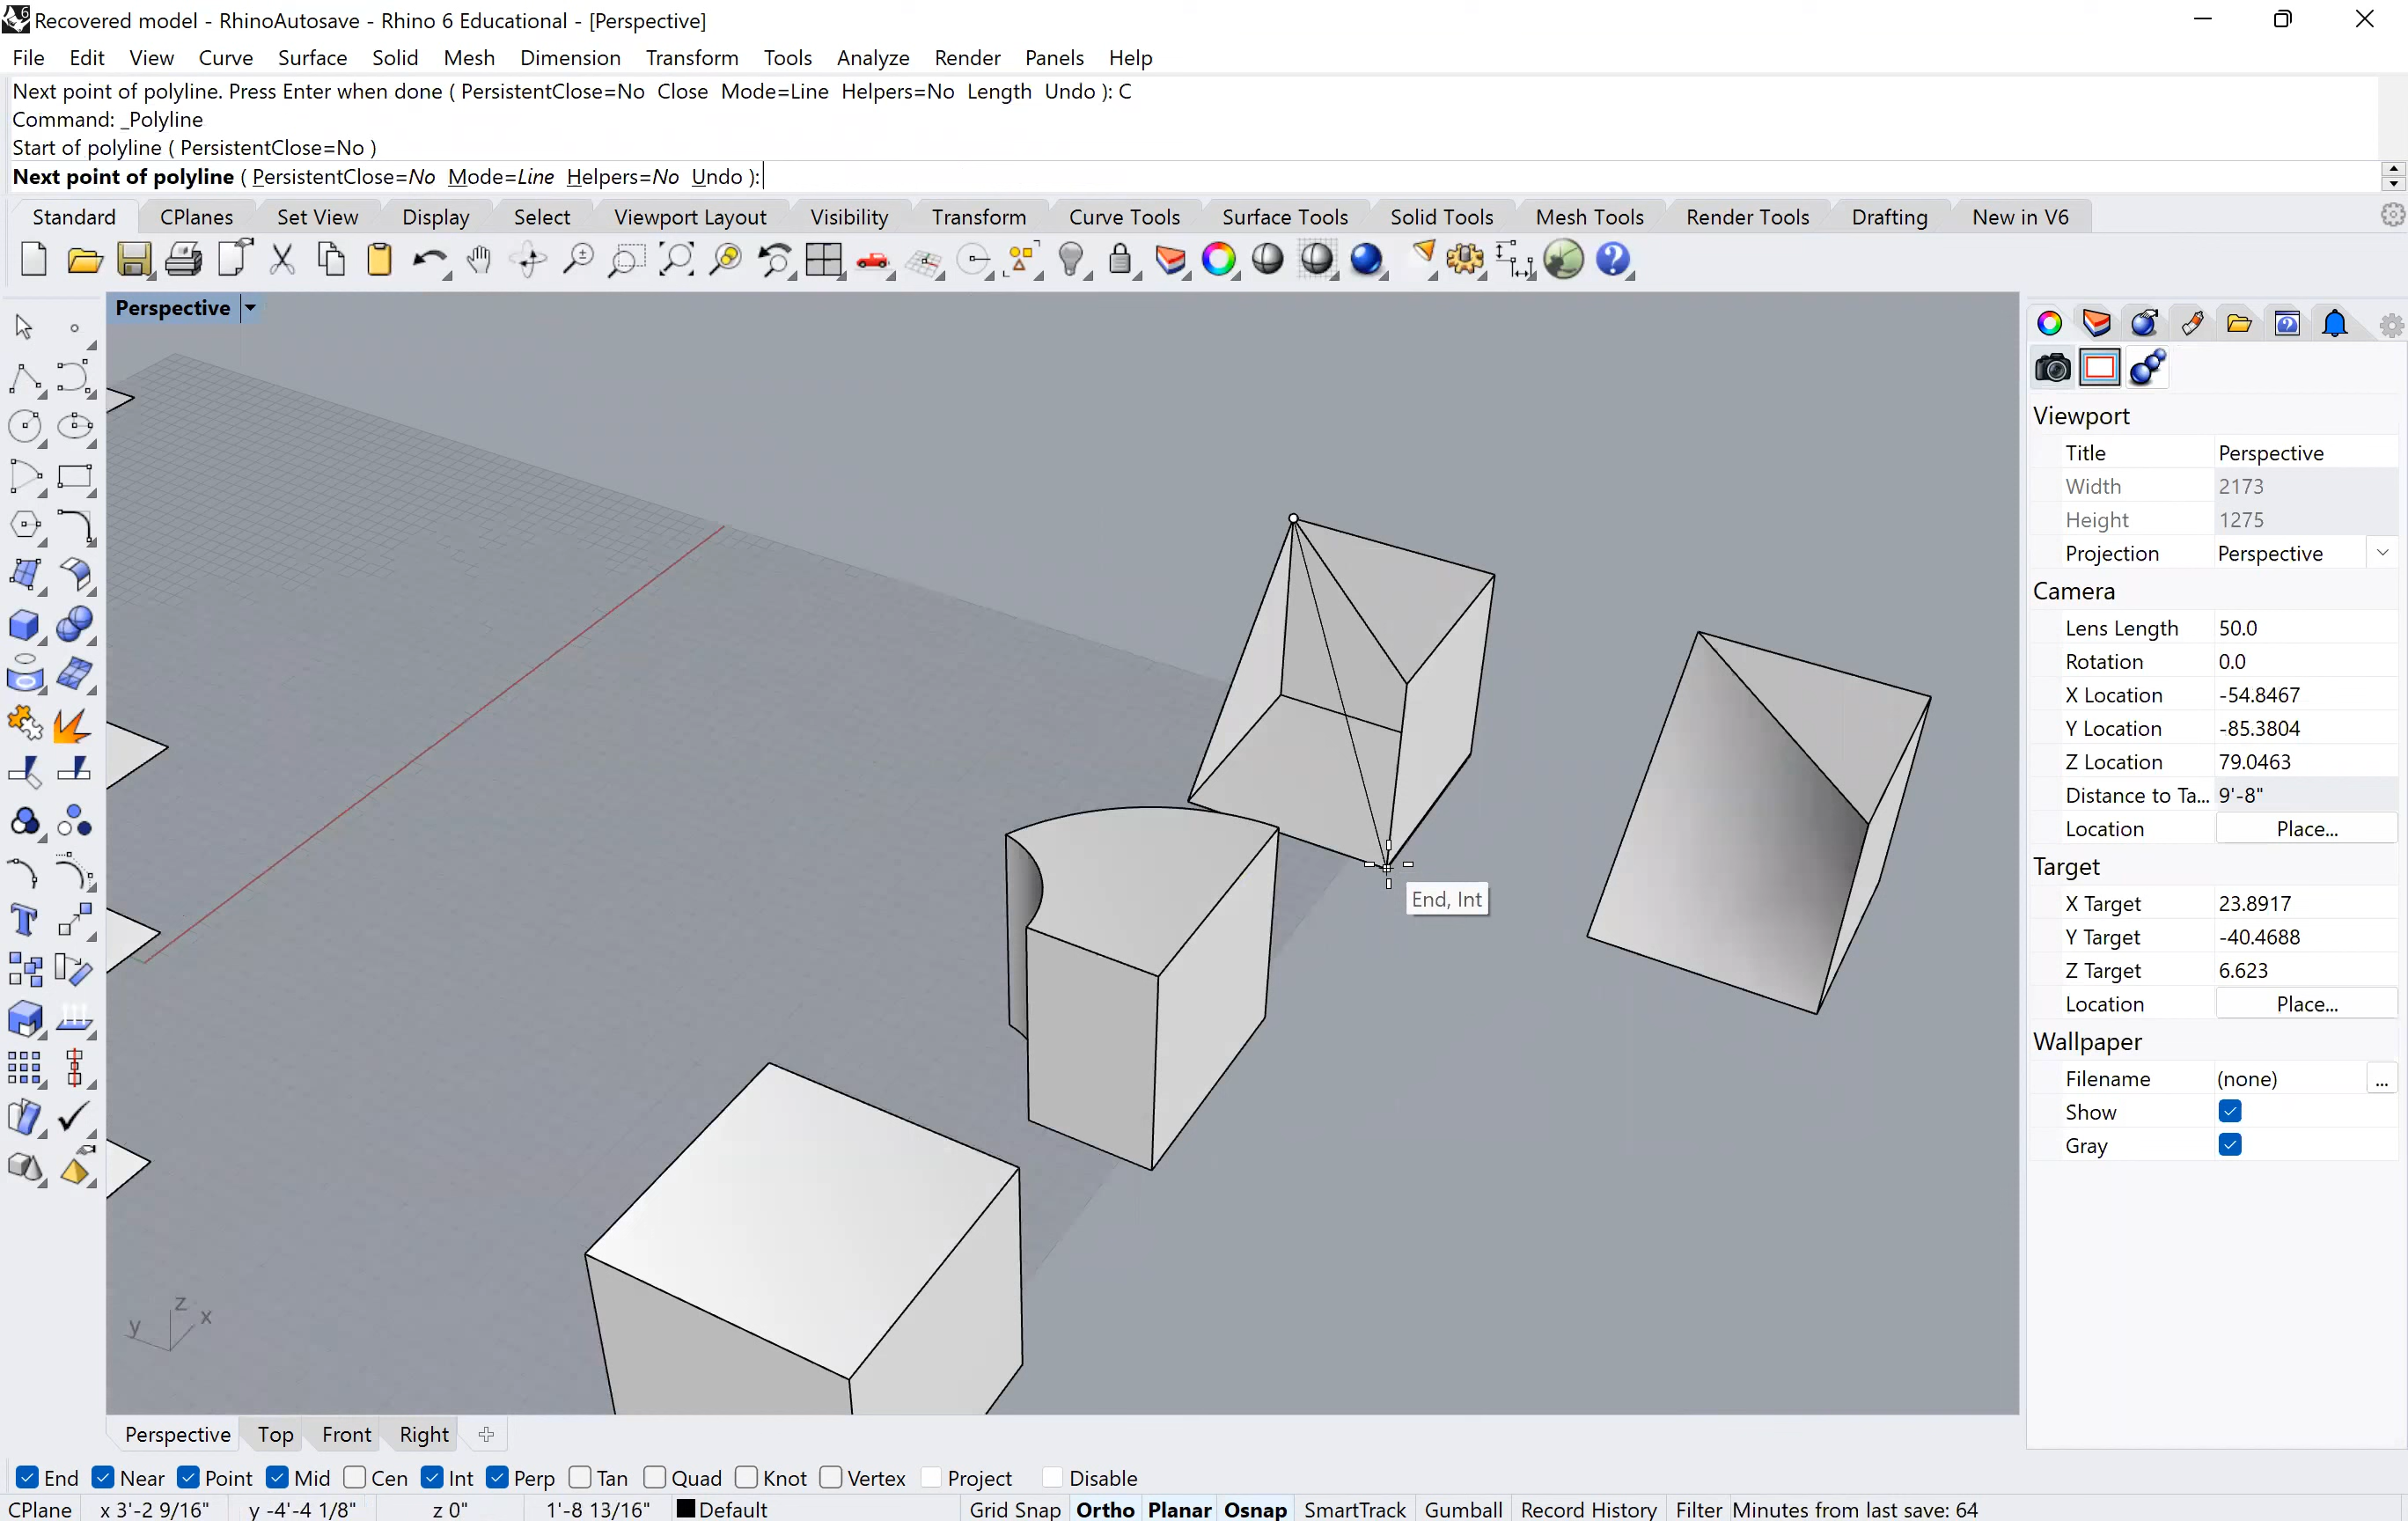 Recovered model - RhinoAutosave - Rhino 6 Educational - [Perspective]
File Edit View Curve Surface Solid Mesh Dimension Transform Tools Analyze Render Panels Help
Next point of polyline. Press Enter when done ( PersistentClose=No Close Mode=Line Helpers=No Length Undo ): C
Command: _Polyline
Start of polyline ( PersistentClose=No )
Next point of polyline ( PersistentClose=No Mode=Line Helpers=No Undo ):
Standard CPlanes Set View Display Select Viewport Layout Visibility Transform Curve Tools Surface Tools Solid Tools Mesh Tools Render Tools Drafting New in V6
Perspective
Viewport
Title Perspective
Width 2173
Height 1275
Projection Perspective
Camera
Lens Length 50.0
Rotation 0.0
X Location -54.8467
Y Location -85.3804
Z Location 79.0463
Distance to Ta... 9'-8"
Location Place...
Target
X Target 23.8917
Y Target -40.4688
Z Target 6.623
Location Place...
Wallpaper
Filename (none) ...
Show
Gray
End, Int
z
y x
Perspective Top Front Right
End Near Point Mid Cen Int Perp Tan Quad Knot Vertex Project Disable
CPlane x 3'-2 9/16" y -4'-4 1/8" z 0" 1'-8 13/16" Default Grid Snap Ortho Planar Osnap SmartTrack Gumball Record History Filter Minutes from last save: 64